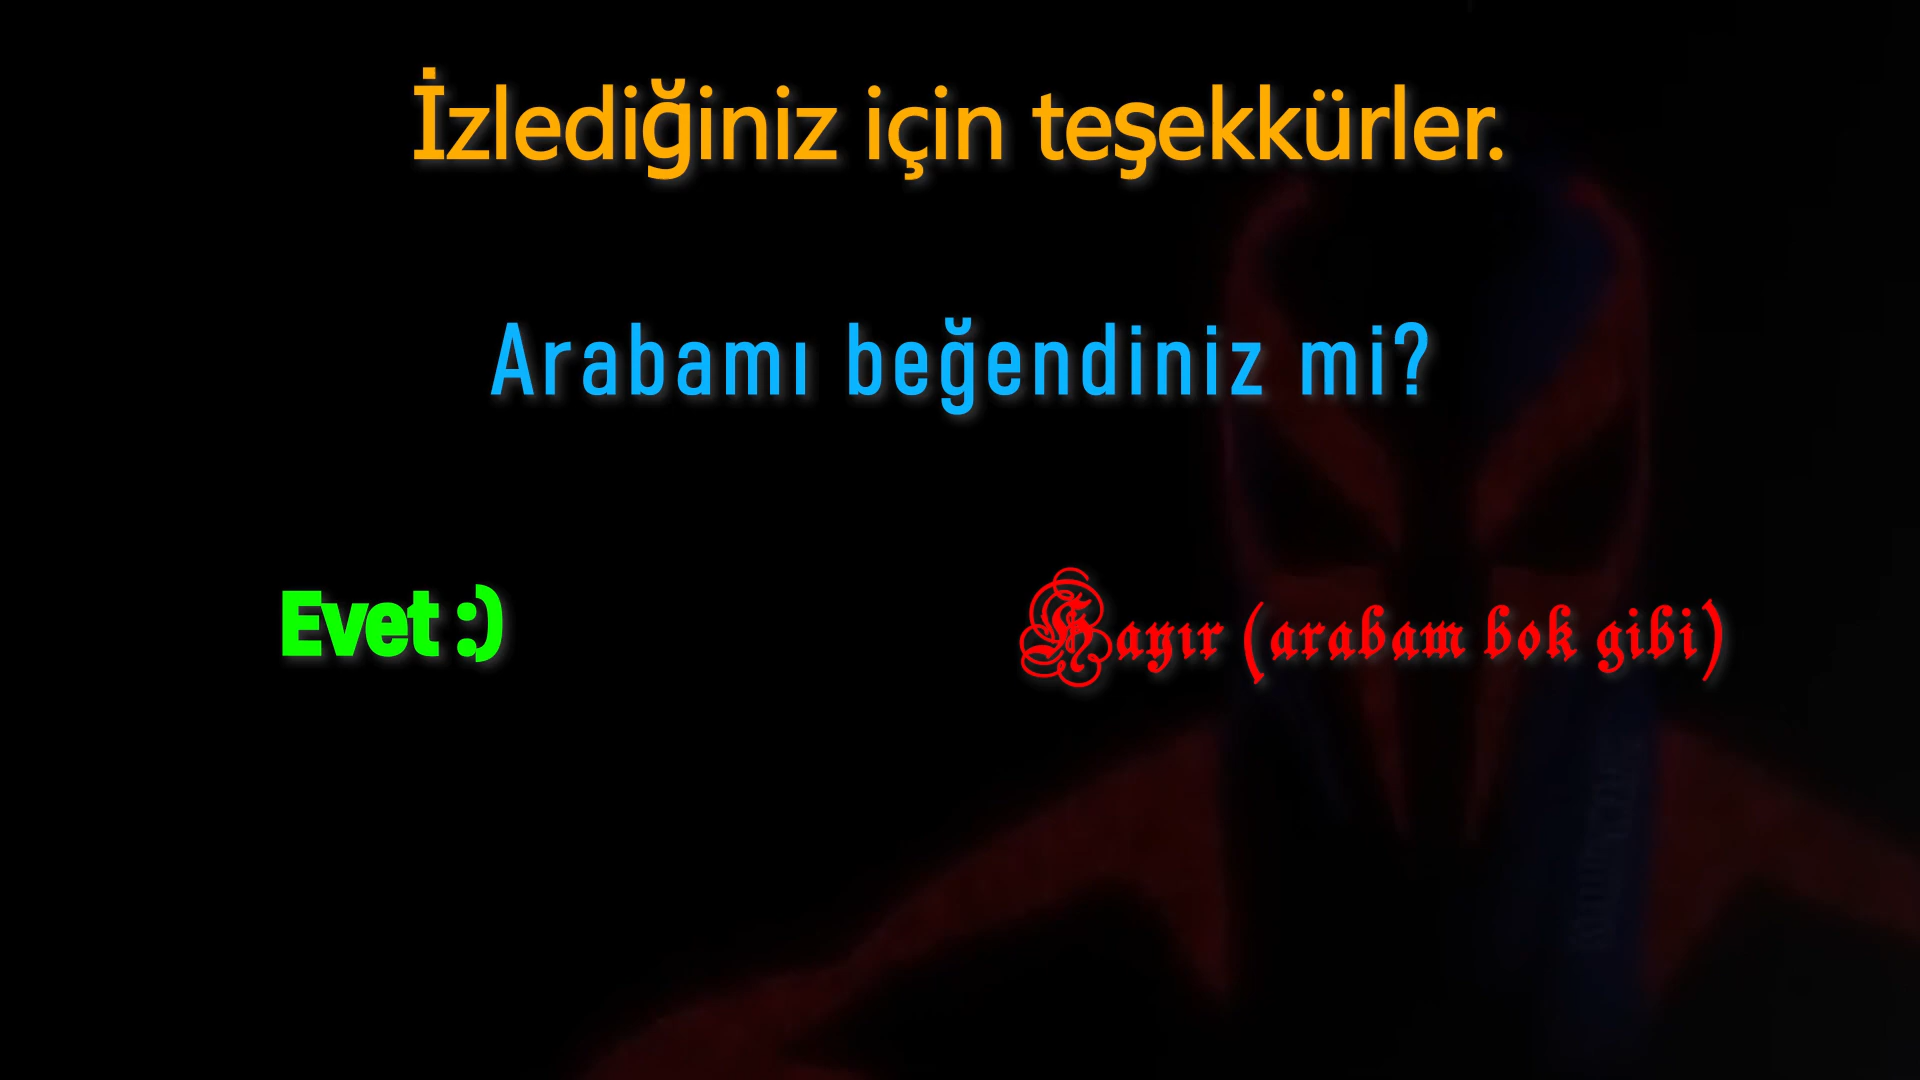 İzlediğiniz için teşekkürler.
Arabamı beğendiniz mi?
Evet :)
Hayır (arabam bok gibi)